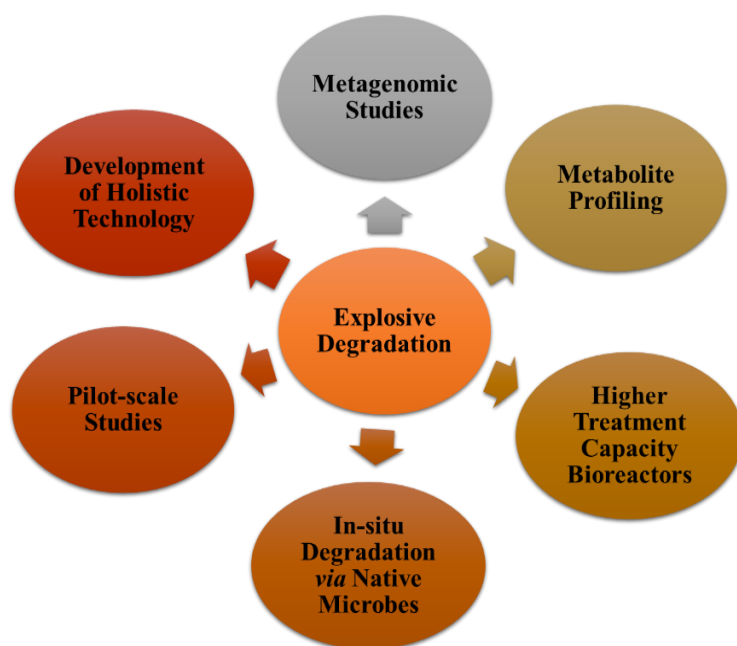 Metagenomic
Studies
Development
of Holistic
Technology
Metabolite
Profiling
Explosive
Degradation
Pilot-scale
Studies
Higher
Treatment
Capacity
Bioreactors
In-situ
Degradation
via Native
Microbes